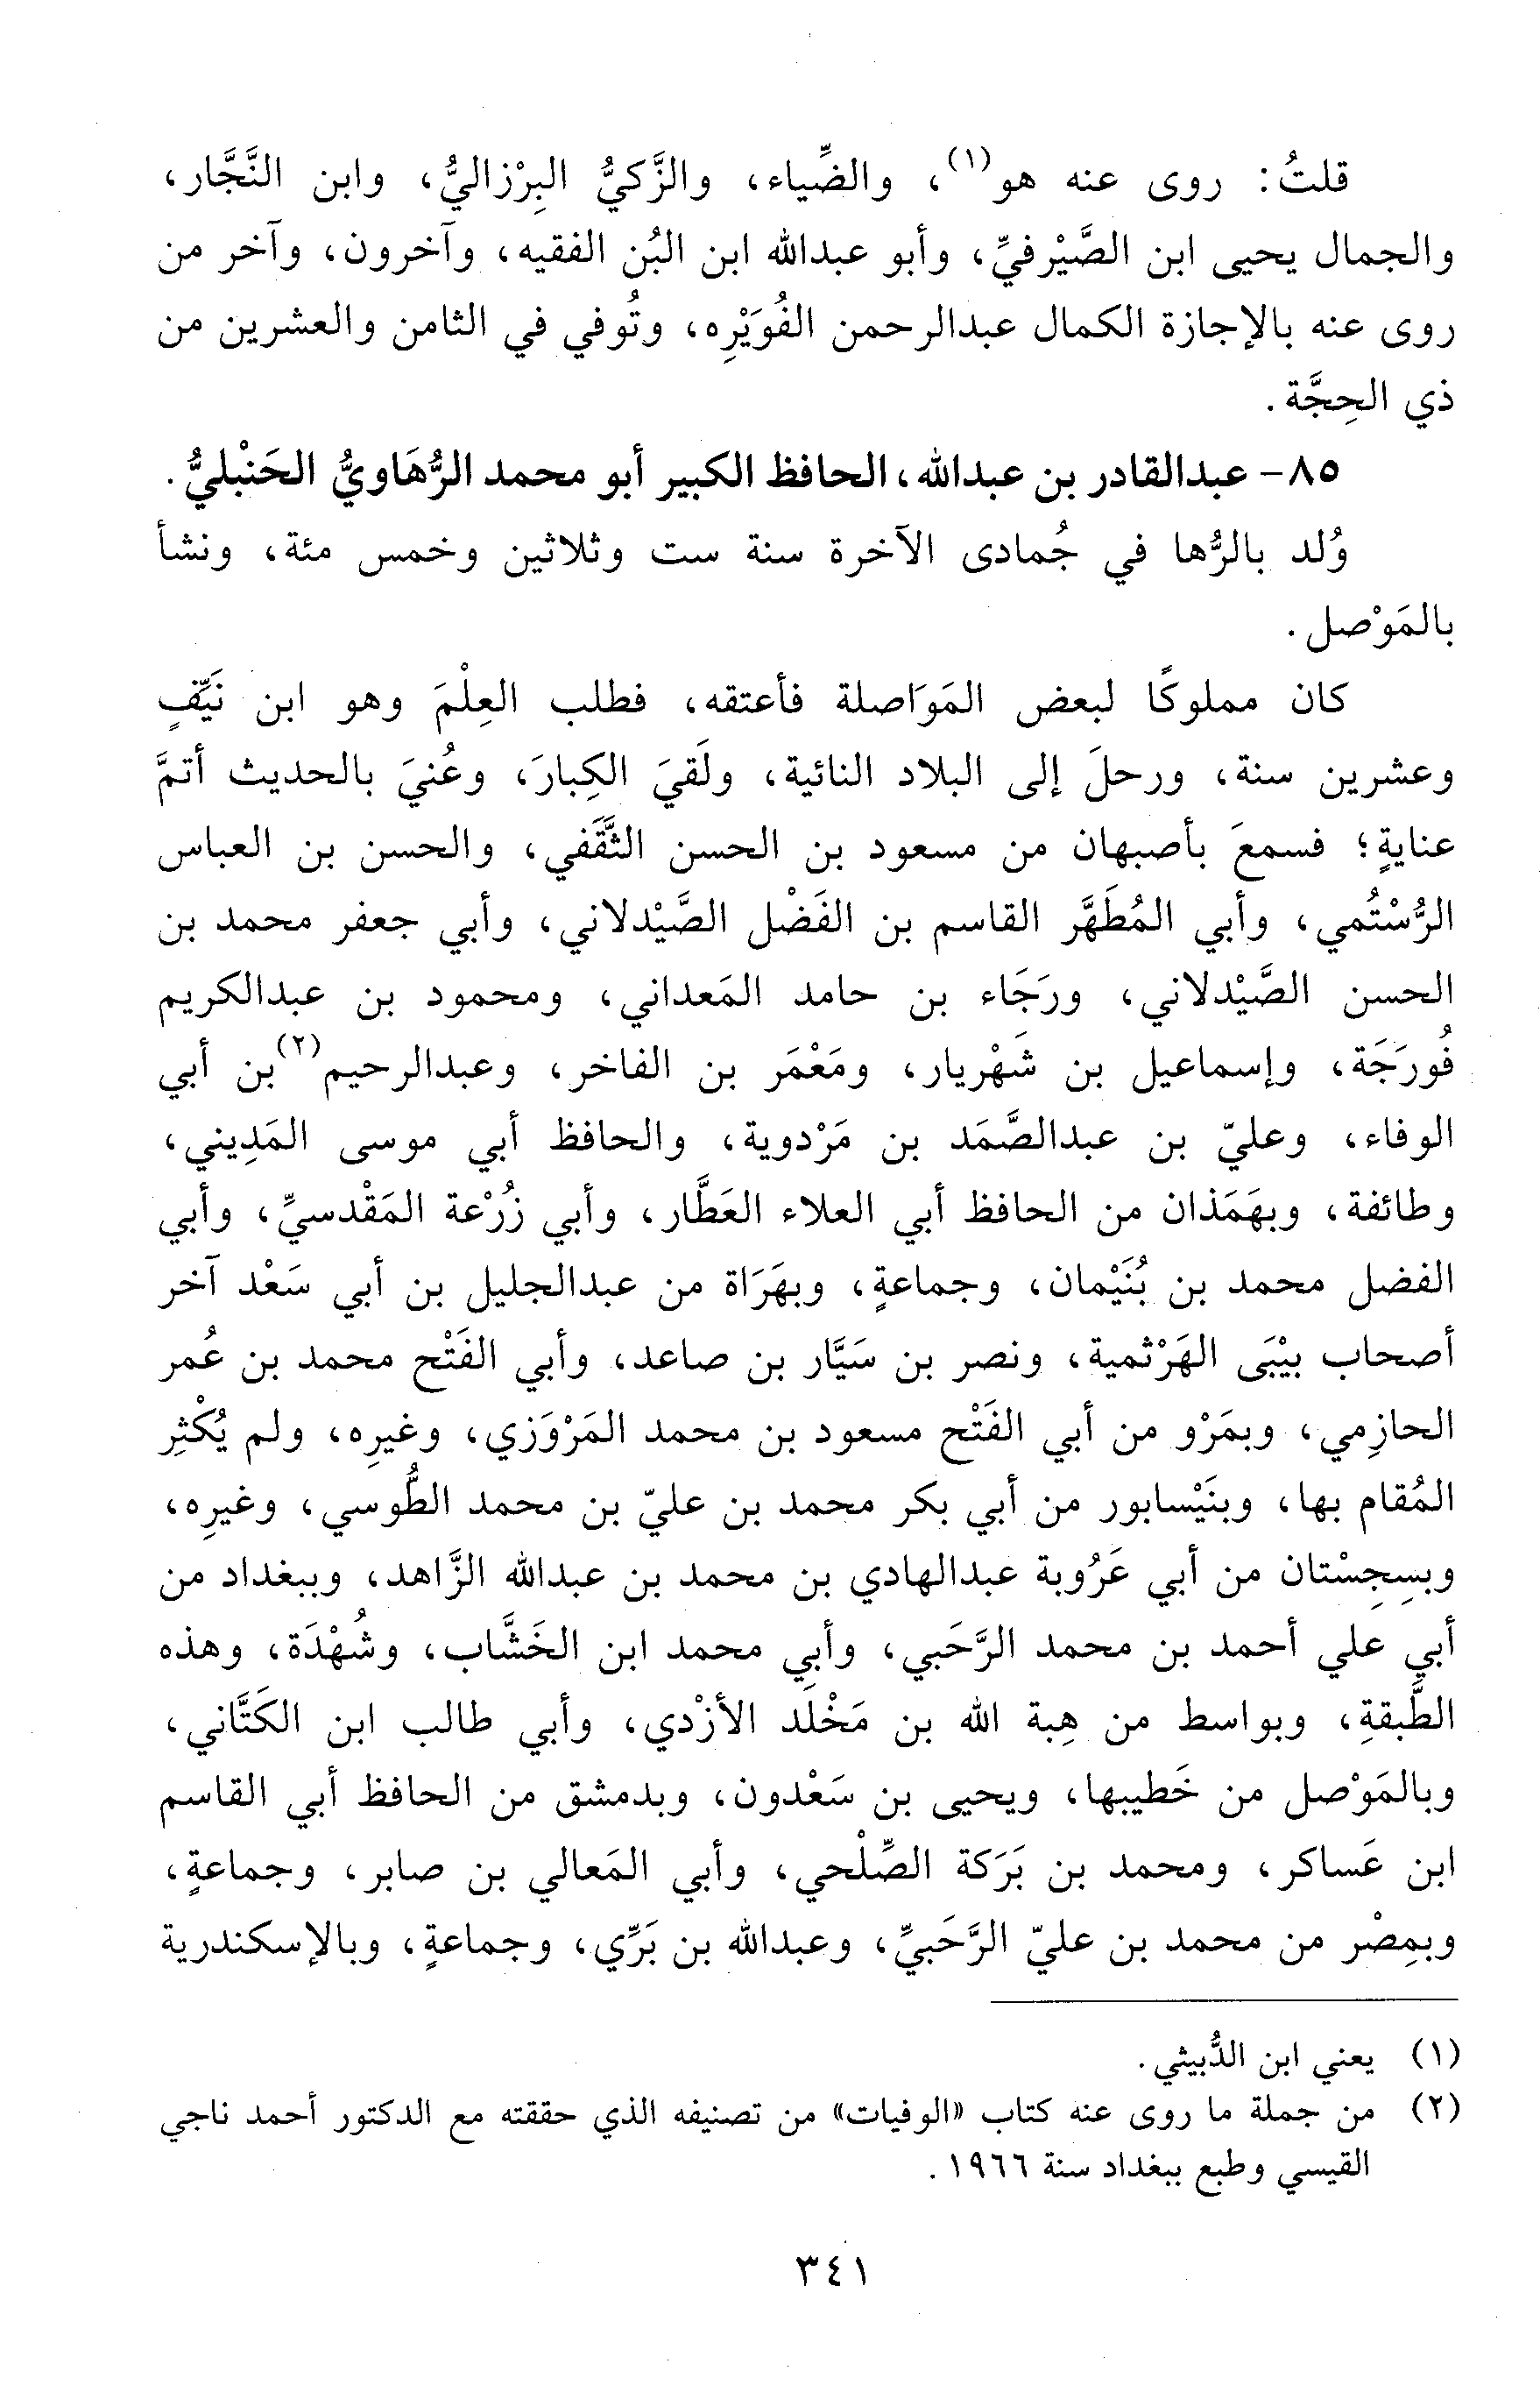 قلتُ: روى عنه هو(١)، والضِّياء، والزَّكيُّ البِرْزاليُّ، وابن النَّجَّار،
والجمال يحيى ابن الصَّيْرفيِّ، وأبو عبدالله ابن البُن الفقيه، وآخرون، وآخر من
روى عنه بالإجازة الكمال عبدالرحمن الفُوَيْرِه، وتُوفي في الثامن والعشرين من
ذي الحِجَّة.
٨٥- عبدالقادر بن عبدالله، الحافظ الكبير أبو محمد الرُّهَاويُّ الحَنْبليُّ.
وُلد بالرُّها في جُمادى الآخرة سنة ست وثلاثين وخمس مئة، ونشأ
بالمَوْصل.
كان مملوكًا لبعض المَوَاصلة فأعتقه، فطلب العِلْمَ وهو ابن نَيِّفٍ
وعشرين سنة، ورحلَ إلى البلاد النائية، ولَقيَ الكِبارَ، وعُنيَ بالحديث أتمَّ
عنايةٍ؛ فسمعَ بأصبهان من مسعود بن الحسن الثَّقَفي، والحسن بن العباس
الرُّسْتُمي، وأبي المُطَهَّر القاسم بن الفَضْل الصَّيْدلاني، وأبي جعفر محمد بن
الحسن الصَّيْدلاني، ورَجَاء بن حامد المَعداني، ومحمود بن عبدالكريم
فُورَجَة، وإسماعيل بن شَهْريار، ومَعْمَر بن الفاخر، وعبدالرحيم(٢) بن أبي
الوفاء، وعليّ بن عبدالصَّمَد بن مَرْدوية، والحافظ أبي موسى المَدِيني،
وطائفة، وبهَمَذان من الحافظ أبي العلاء العَطَّار، وأبي زُرْعة المَقْدسيِّ، وأبي
الفضل محمد بن بُنَيْمان، وجماعةٍ، وبهَرَاة من عبدالجليل بن أبي سَعْد آخر
أصحاب بيْبَى الهَرْثمية، ونصر بن سَيَّار بن صاعد، وأبي الفَتْح محمد بن عُمر
الحازِمي، وبمَرْو من أبي الفَتْح مسعود بن محمد المَرْوَزي، وغيرِه، ولم يُكْثِر
المُقام بها، وبنَيْسابور من أبي بكر محمد بن عليّ بن محمد الطُّوسي، وغيرِه،
وبسِجِسْتان من أبي عَرُوبة عبدالهادي بن محمد بن عبدالله الزَّاهد، وببغداد من
أبي علي أحمد بن محمد الرَّحَبي، وأبي محمد ابن الخَشَّاب، وشُهْدَة، وهذه
الطَّبقةِ، وبواسط من هِبة الله بن مَخْلَد الأزْدي، وأبي طالب ابن الكَتَّاني،
وبالمَوْصل من خَطيبها، ويحيى بن سَعْدون، وبدمشق من الحافظ أبي القاسم
ابن عَساكر، ومحمد بن بَرَكة الصِّلْحي، وأبي المَعالي بن صابر، وجماعةٍ،
وبمِصْر من محمد بن عليّ الرَّحَبيِّ، وعبدالله بن بَرِّي، وجماعةٍ، وبالإسكندرية
(١) يعني ابن الدُّبيثي.
(٢) من جملة ما روى عنه كتاب «الوفيات» من تصنيفه الذي حققته مع الدكتور أحمد ناجي
القيسي وطبع ببغداد سنة ١٩٦٦.
٣٤١